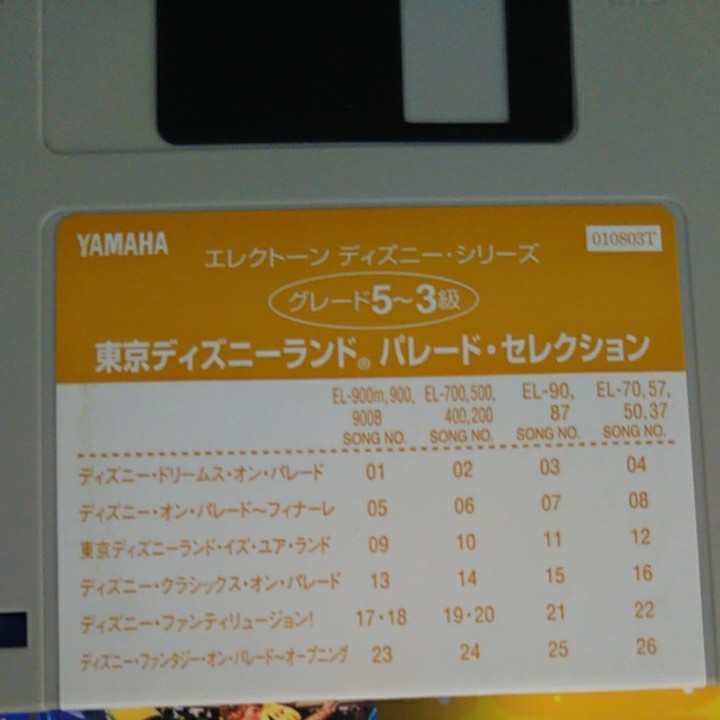 YAMAHA
エレクトーン ディズニー・シリーズ
010803T
グレード5〜3級
東京ディズニーランド® パレード・セレクション
EL-900m,900, EL-700,500, EL-90, EL-70,57,
900B 400,200 87 50,37
SONG NO. SONG NO. SONG NO. SONG NO.
ディズニー・ドリームス・オン・パレード 01 02 03 04
ディズニー・オン・パレード〜フィナーレ 05 06 07 08
東京ディズニーランド・イズ・ユア・ランド 09 10 11 12
ディズニー・クラシックス・オン・パレード 13 14 15 16
ディズニー・ファンティリュージョン! 17・18 19・20 21 22
ディズニー・ファンタジー・オン・パレード〜オープニング 23 24 25 26